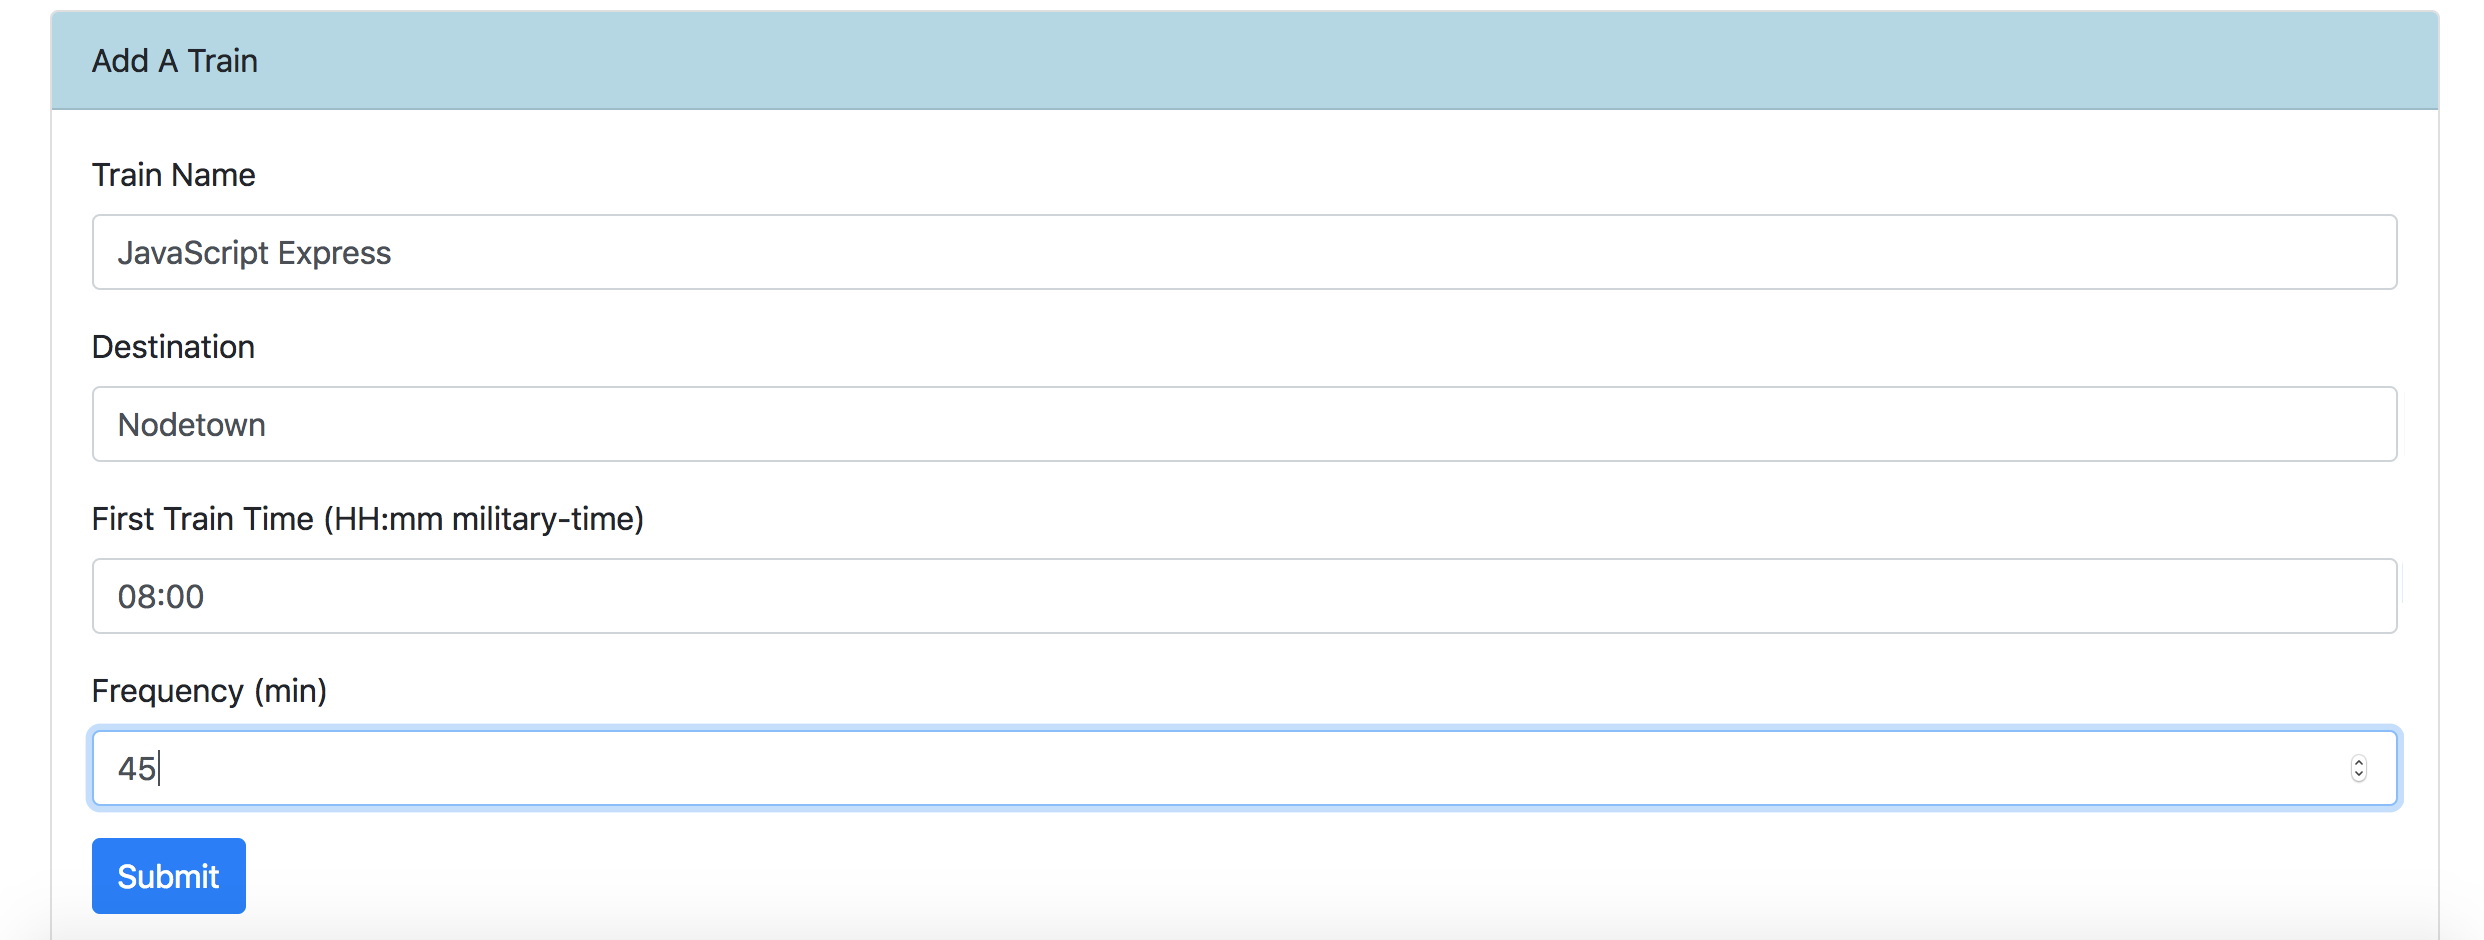 Add A Train
Train Name
JavaScript Express
Destination
Nodetown
First Train Time (HH:mm military-time)
08:00
Frequency (min)
45
Submit